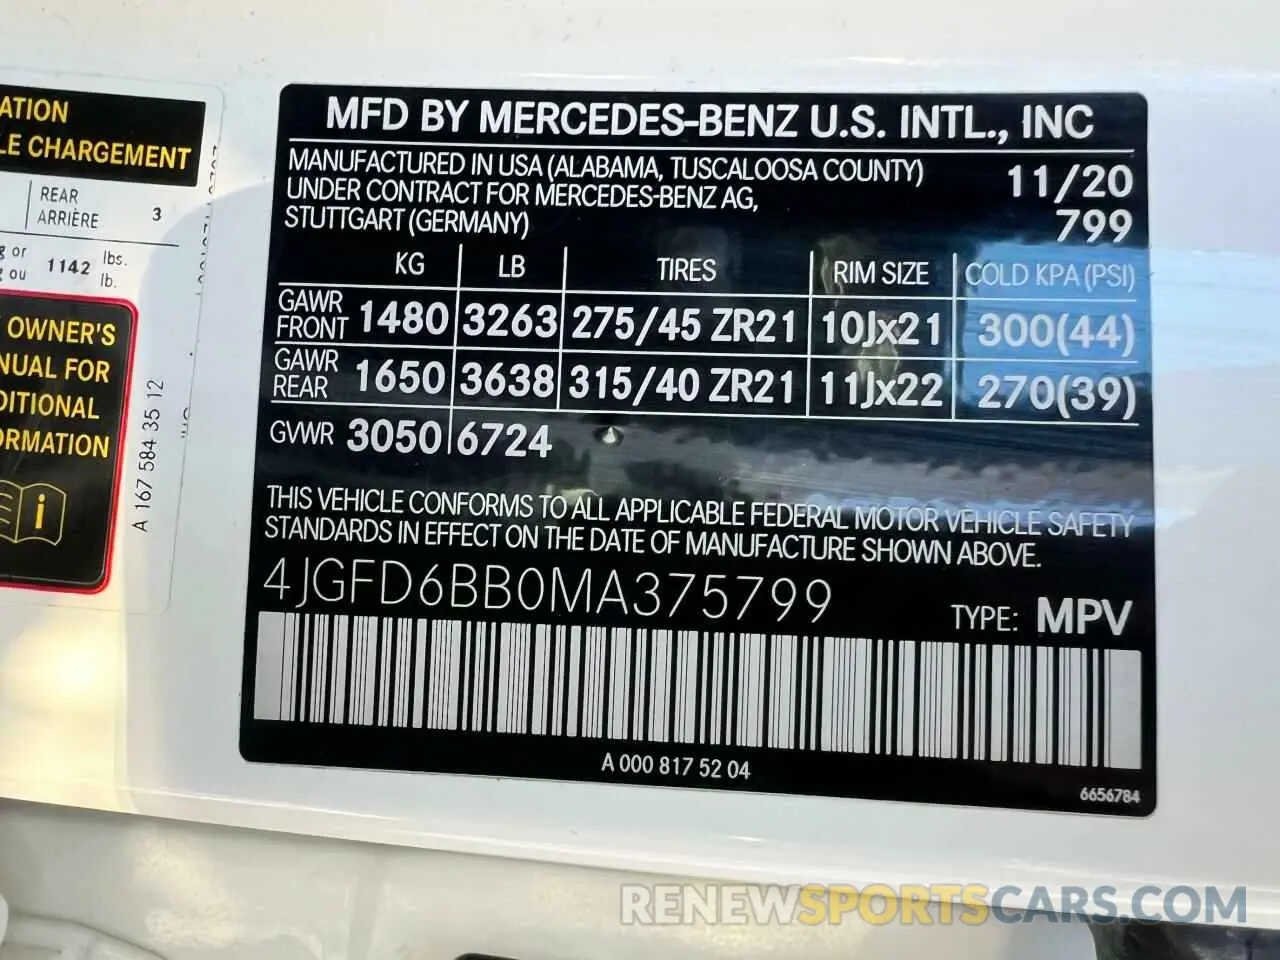 ATION
LE CHARGEMENT
REAR
ARRIÈRE 3
g or
g ou 1142 lbs.
lb.
OWNER'S
NUAL FOR
DITIONAL
ORMATION
i
A 167 584 35 12
MFD BY MERCEDES-BENZ U.S. INTL., INC
MANUFACTURED IN USA (ALABAMA, TUSCALOOSA COUNTY) 11/20
UNDER CONTRACT FOR MERCEDES-BENZ AG, 799
STUTTGART (GERMANY)
KG LB TIRES RIM SIZE COLD KPA (PSI)
GAWR FRONT 1480 3263 275/45 ZR21 10Jx21 300(44)
GAWR REAR 1650 3638 315/40 ZR21 11Jx22 270(39)
GVWR 3050 6724
THIS VEHICLE CONFORMS TO ALL APPLICABLE FEDERAL MOTOR VEHICLE SAFETY
STANDARDS IN EFFECT ON THE DATE OF MANUFACTURE SHOWN ABOVE.
4JGFD6BB0MA375799 TYPE: MPV
A 000 817 52 04
6656784
RENEWSPORTSCARS.COM